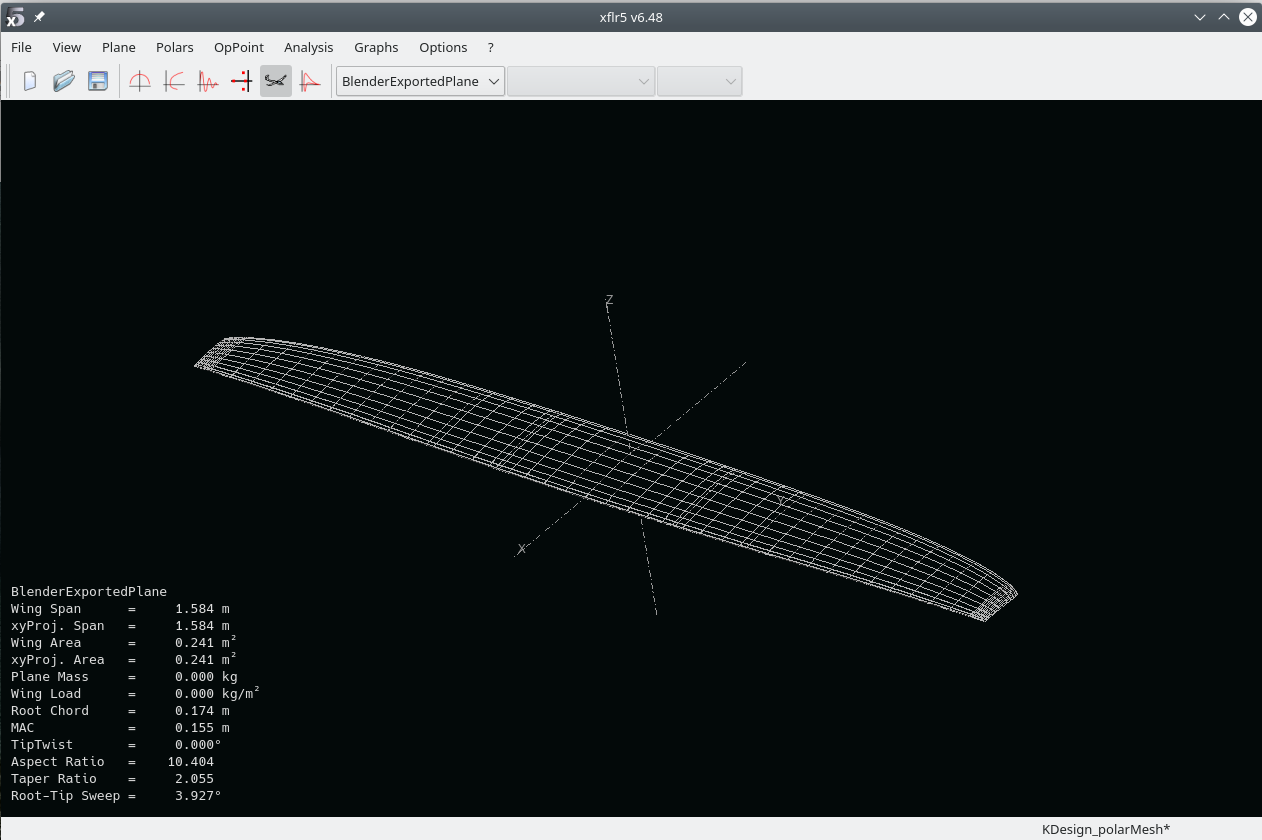 xflr5 v6.48
File View Plane Polars OpPoint Analysis Graphs Options ?
BlenderExportedPlane
Z
Y
X
BlenderExportedPlane
Wing Span = 1.584 m
xyProj. Span = 1.584 m
Wing Area = 0.241 m²
xyProj. Area = 0.241 m²
Plane Mass = 0.000 kg
Wing Load = 0.000 kg/m²
Root Chord = 0.174 m
MAC = 0.155 m
TipTwist = 0.000°
Aspect Ratio = 10.404
Taper Ratio = 2.055
Root-Tip Sweep = 3.927°
KDesign_polarMesh*